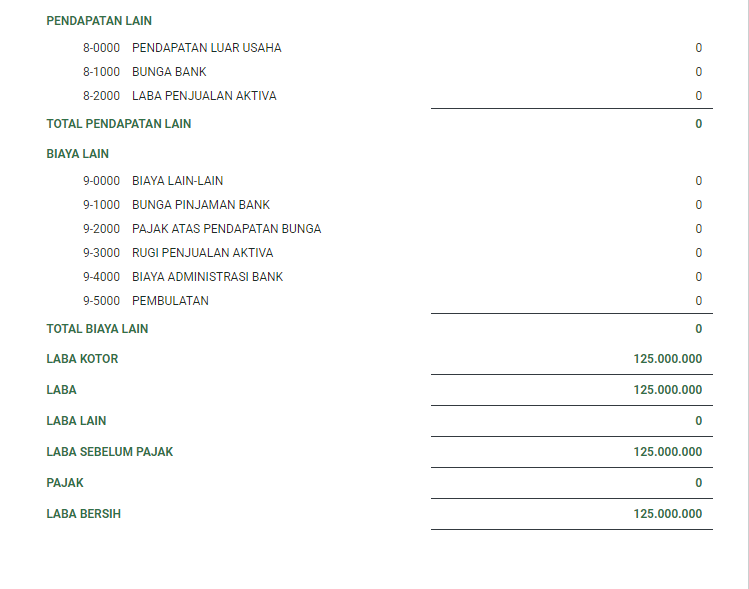 PENDAPATAN LAIN
8-0000 PENDAPATAN LUAR USAHA 0
8-1000 BUNGA BANK 0
8-2000 LABA PENJUALAN AKTIVA 0
TOTAL PENDAPATAN LAIN 0
BIAYA LAIN
9-0000 BIAYA LAIN-LAIN 0
9-1000 BUNGA PINJAMAN BANK 0
9-2000 PAJAK ATAS PENDAPATAN BUNGA 0
9-3000 RUGI PENJUALAN AKTIVA 0
9-4000 BIAYA ADMINISTRASI BANK 0
9-5000 PEMBULATAN 0
TOTAL BIAYA LAIN 0
LABA KOTOR 125.000.000
LABA 125.000.000
LABA LAIN 0
LABA SEBELUM PAJAK 125.000.000
PAJAK 0
LABA BERSIH 125.000.000